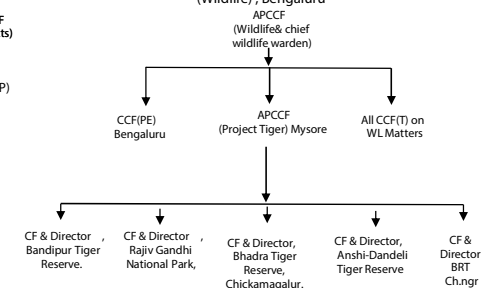 (Wildlife) , Bengaluru
APCCF
(Wildlife& chief
wildlife warden)
F
ts)
P)
CCF(PE)
Bengaluru
APCCF
(Project Tiger) Mysore
All CCF(T) on
WL Matters
CF & Director ,
Bandipur Tiger
Reserve.
CF & Director ,
Rajiv Gandhi
National Park,
CF & Director,
Bhadra Tiger
Reserve,
Chickamagalur.
CF & Director,
Anshi-Dandeli
Tiger Reserve
CF &
Director
BRT
Ch.ngr